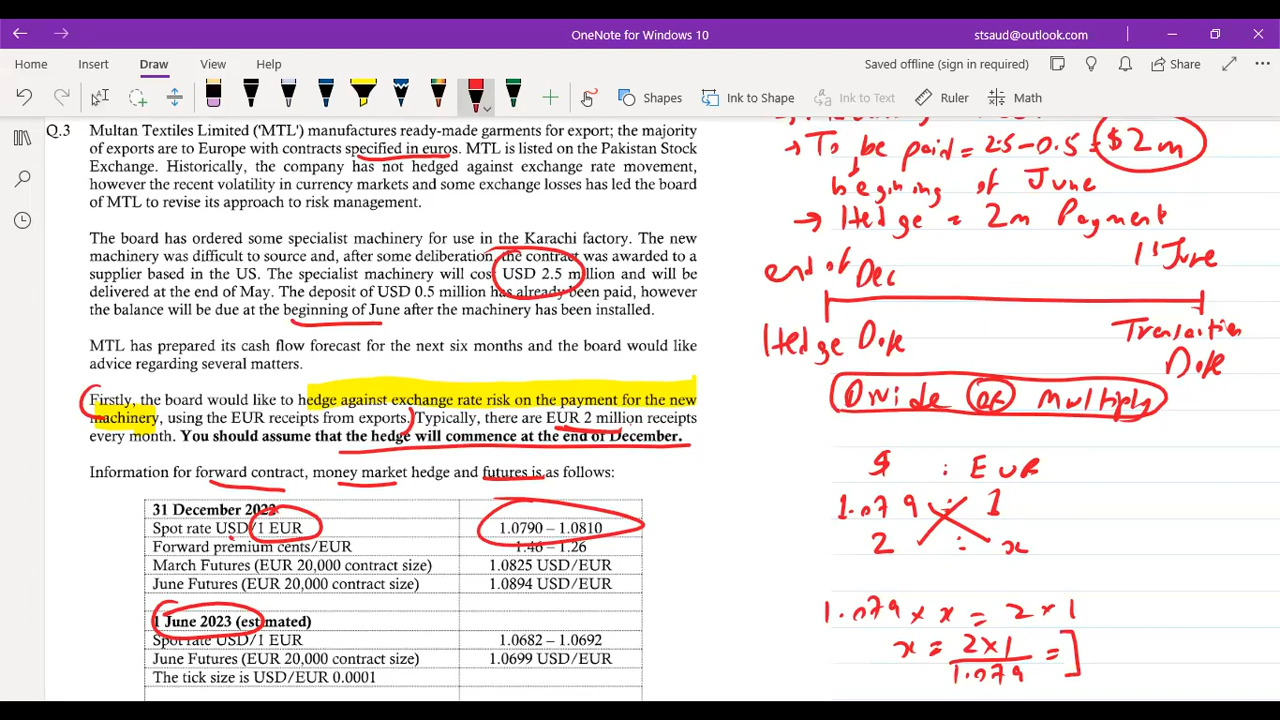 OneNote for Windows 10
stsaud@outlook.com
Home Insert Draw View Help
Saved offline (sign in required)
Share
Shapes Ink to Shape Ink to Text Ruler Math
Q.3 Multan Textiles Limited ('MTL') manufactures ready-made garments for export; the majority
of exports are to Europe with contracts specified in euros. MTL is listed on the Pakistan Stock
Exchange. Historically, the company has not hedged against exchange rate movement,
however the recent volatility in currency markets and some exchange losses has led the board
of MTL to revise its approach to risk management.
The board has ordered some specialist machinery for use in the Karachi factory. The new
machinery was difficult to source and, after some deliberation, the contract was awarded to a
supplier based in the US. The specialist machinery will cost USD 2.5 million and will be
delivered at the end of May. The deposit of USD 0.5 million has already been paid, however
the balance will be due at the beginning of June after the machinery has been installed.
MTL has prepared its cash flow forecast for the next six months and the board would like
advice regarding several matters.
Firstly, the board would like to hedge against exchange rate risk on the payment for the new
machinery, using the EUR receipts from exports. Typically, there are EUR 2 million receipts
every month. You should assume that the hedge will commence at the end of December.
Information for forward contract, money market hedge and futures is as follows:
31 December 2022
Spot rate USD/1 EUR 1.0790 – 1.0810
Forward premium cents/EUR 1.46 – 1.26
March Futures (EUR 20,000 contract size) 1.0825 USD/EUR
June Futures (EUR 20,000 contract size) 1.0894 USD/EUR
1 June 2023 (estimated)
Spot rate USD/1 EUR 1.0682 – 1.0692
June Futures (EUR 20,000 contract size) 1.0699 USD/EUR
The tick size is USD/EUR 0.0001
→ To be paid = 2.5 - 0.5 = $2m
begining of June
→ Hedge = 2m Payment
end of Dec 1st June
Hedge Date Transaction Date
Divide or Multiply
$ : EUR
1.079 : 1
2 : x
1.079 × x = 2 × 1
x = 2×1
1.079 =